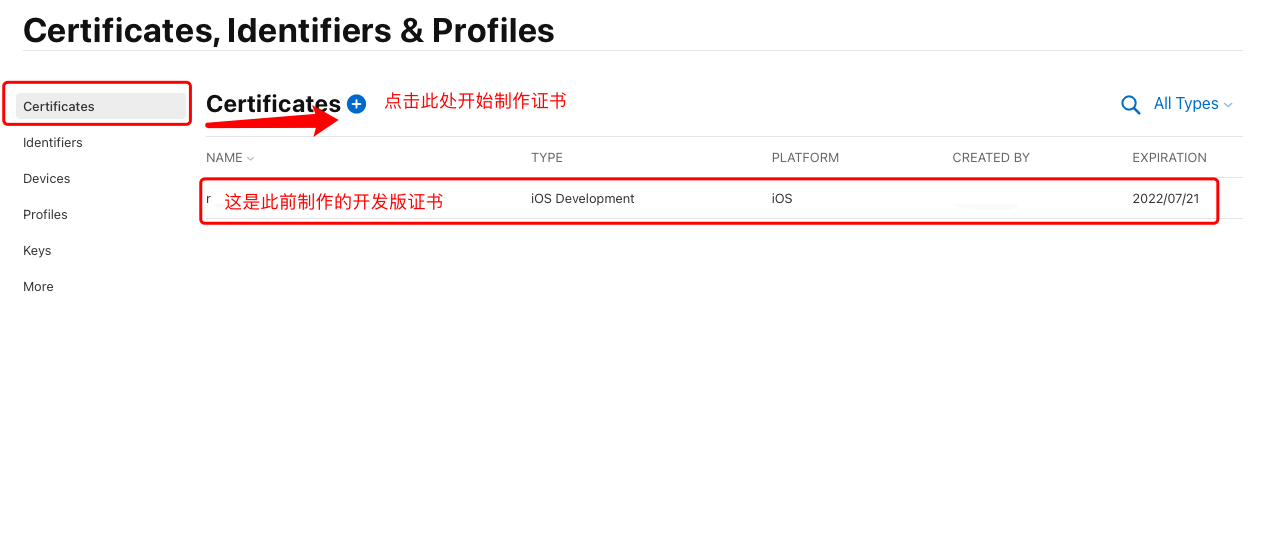 Certificates, Identifiers & Profiles
Certificates
Identifiers
Devices
Profiles
Keys
More
Certificates 点击此处开始制作证书
All Types
NAME TYPE PLATFORM CREATED BY EXPIRATION
r 这是此前制作的开发版证书 iOS Development iOS 2022/07/21